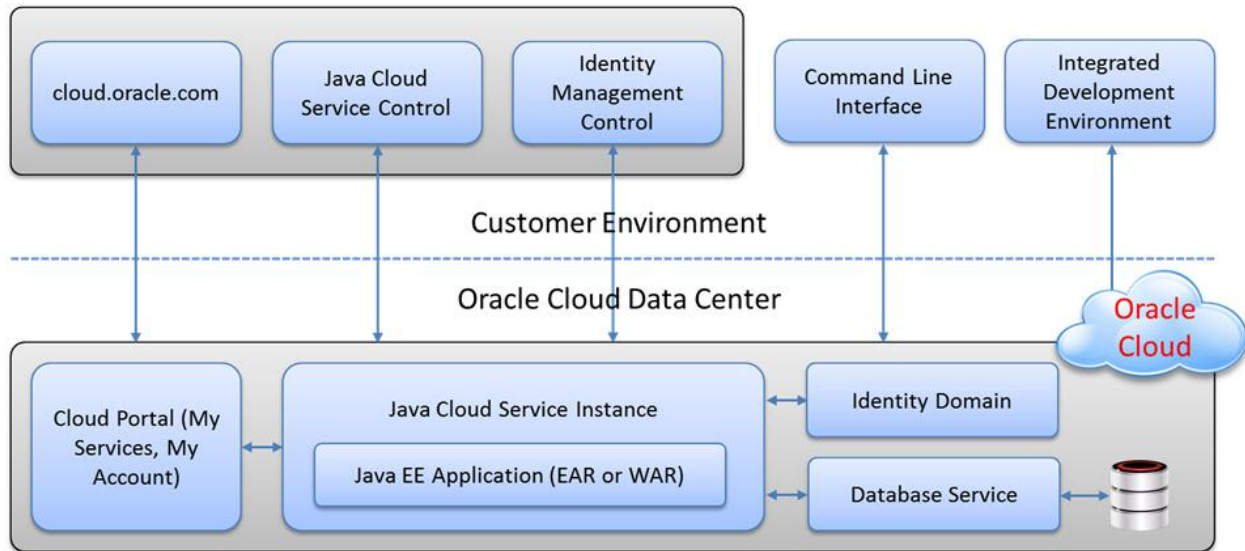 cloud.oracle.com
Java Cloud
Service Control
Identity
Management
Control
Command Line
Interface
Integrated
Development
Environment
Customer Environment
Oracle Cloud Data Center
Oracle
Cloud
Cloud Portal (My
Services, My
Account)
Java Cloud Service Instance
Java EE Application (EAR or WAR)
Identity Domain
Database Service